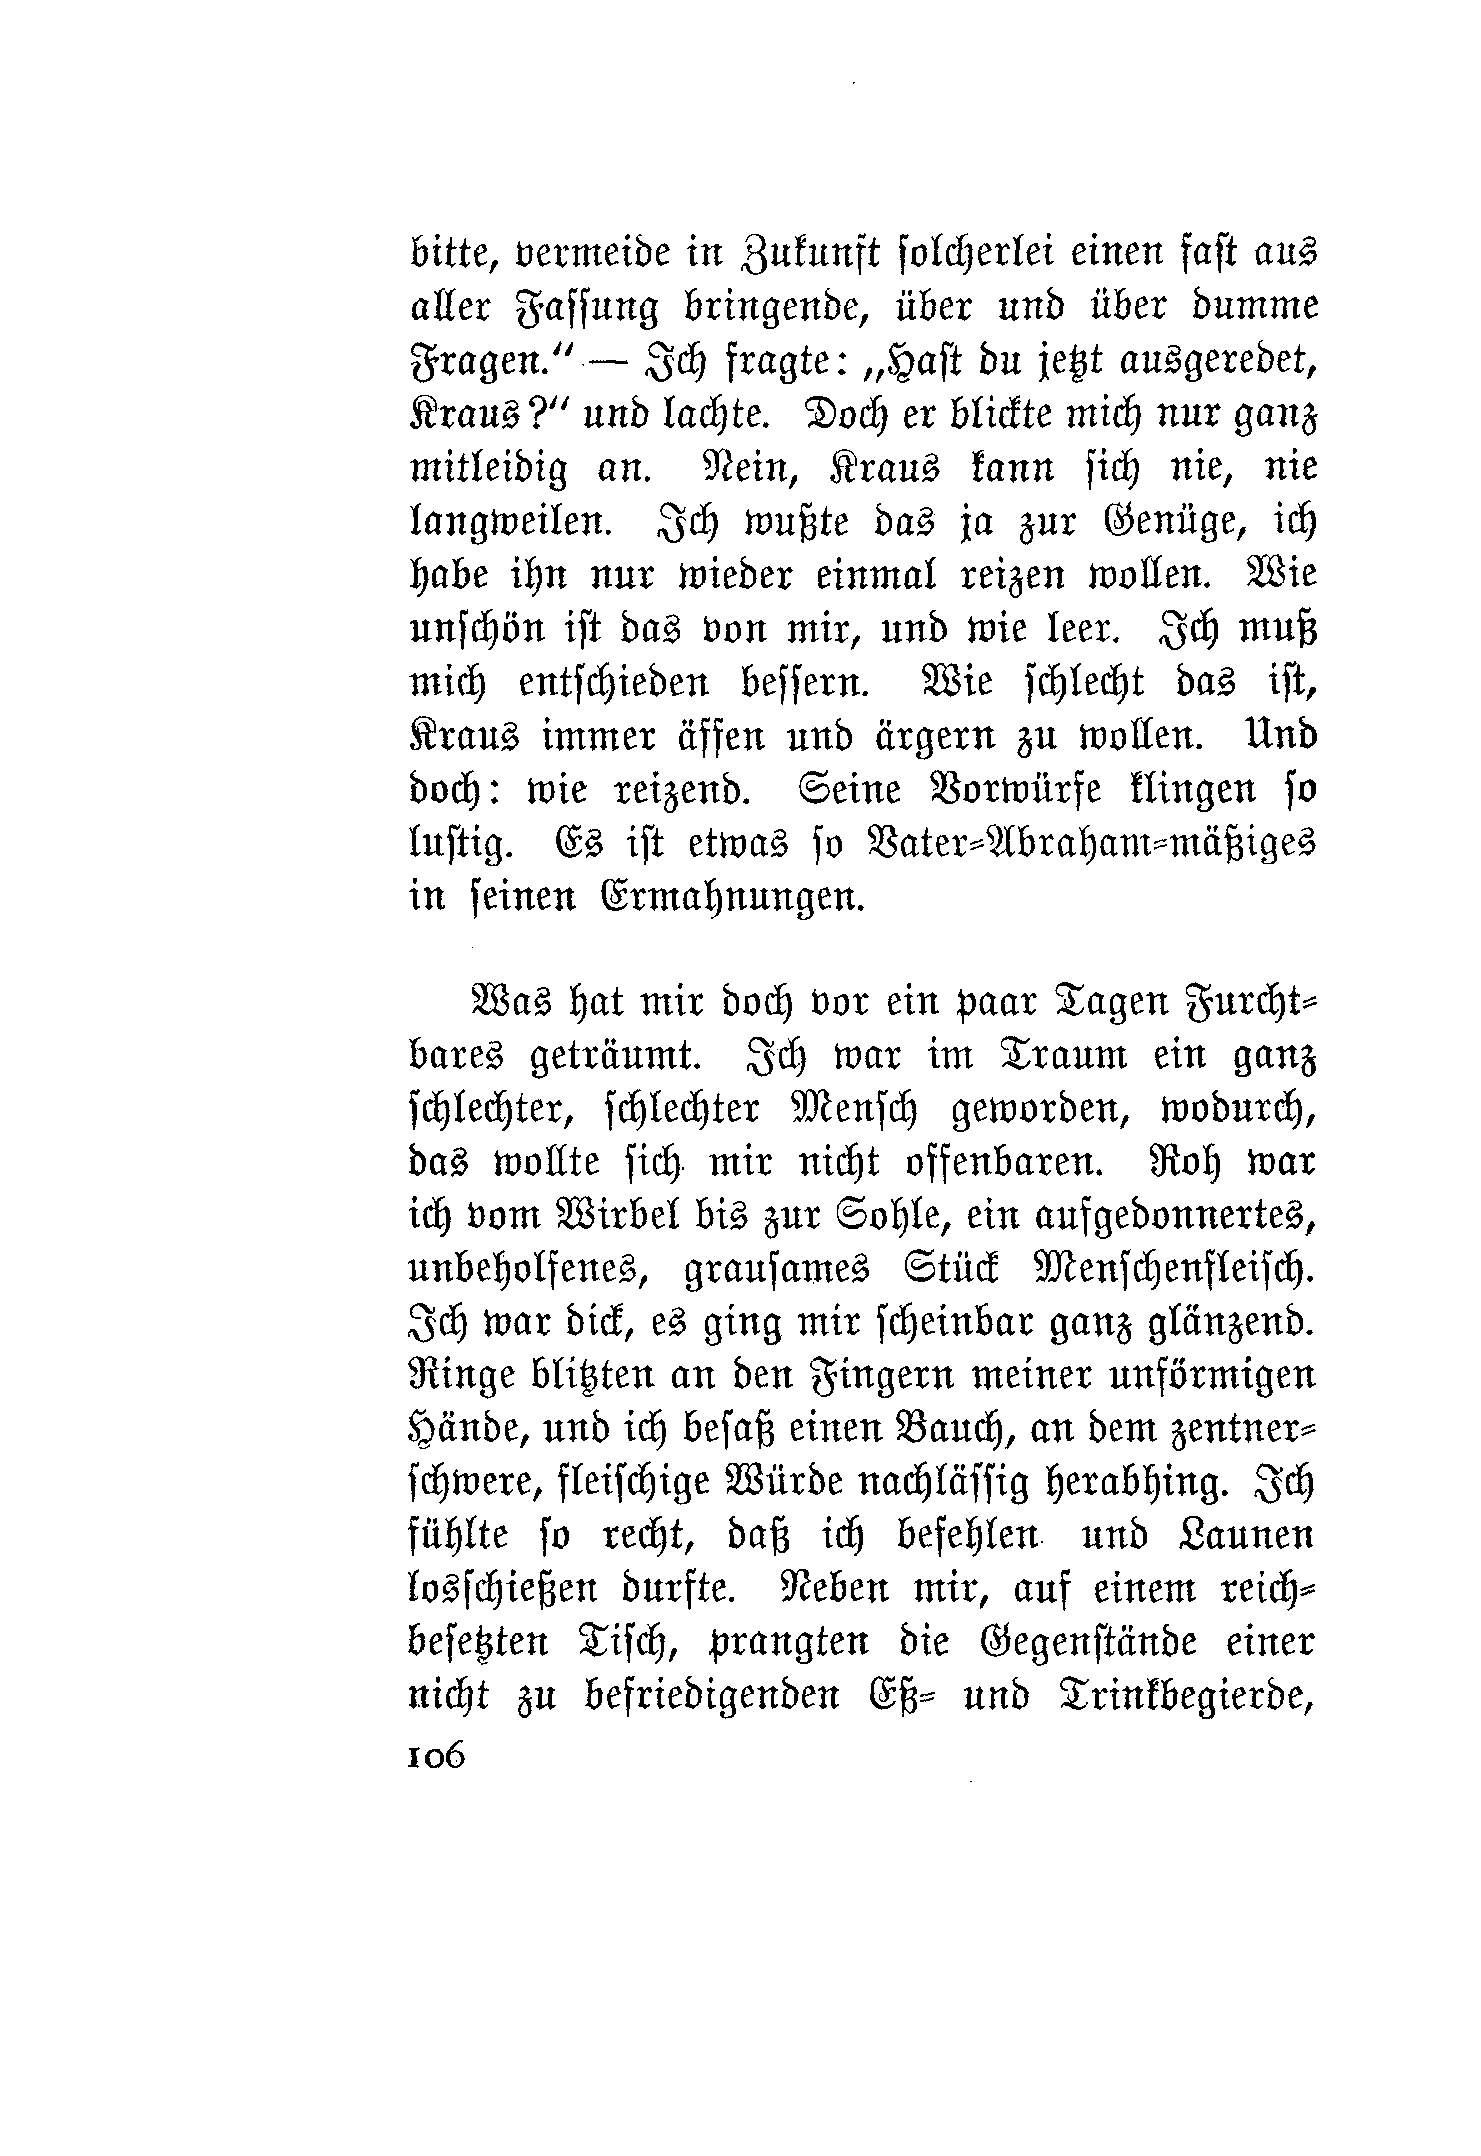 bitte, vermeide in Zukunft solcherlei einen fast aus
aller Fassung bringende, über und über dumme
Fragen.“ — Ich fragte: „Hast du jetzt ausgeredet,
Kraus?“ und lachte. Doch er blickte mich nur ganz
mitleidig an. Nein, Kraus kann sich nie, nie
langweilen. Ich wußte das ja zur Genüge, ich
habe ihn nur wieder einmal reizen wollen. Wie
unschön ist das von mir, und wie leer. Ich muß
mich entschieden bessern. Wie schlecht das ist,
Kraus immer äffen und ärgern zu wollen. Und
doch: wie reizend. Seine Vorwürfe klingen so
lustig. Es ist etwas so Vater-Abraham-mäßiges
in seinen Ermahnungen.
Was hat mir doch vor ein paar Tagen Furcht-
bares geträumt. Ich war im Traum ein ganz
schlechter, schlechter Mensch geworden, wodurch,
das wollte sich mir nicht offenbaren. Roh war
ich vom Wirbel bis zur Sohle, ein aufgedonnertes,
unbeholfenes, grausames Stück Menschenfleisch.
Ich war dick, es ging mir scheinbar ganz glänzend.
Ringe blitzten an den Fingern meiner unförmigen
Hände, und ich besaß einen Bauch, an dem zentner-
schwere, fleischige Würde nachlässig herabhing. Ich
fühlte so recht, daß ich befehlen und Launen
losschießen durfte. Neben mir, auf einem reich-
besetzten Tisch, prangten die Gegenstände einer
nicht zu befriedigenden Eß- und Trinkbegierde,
106